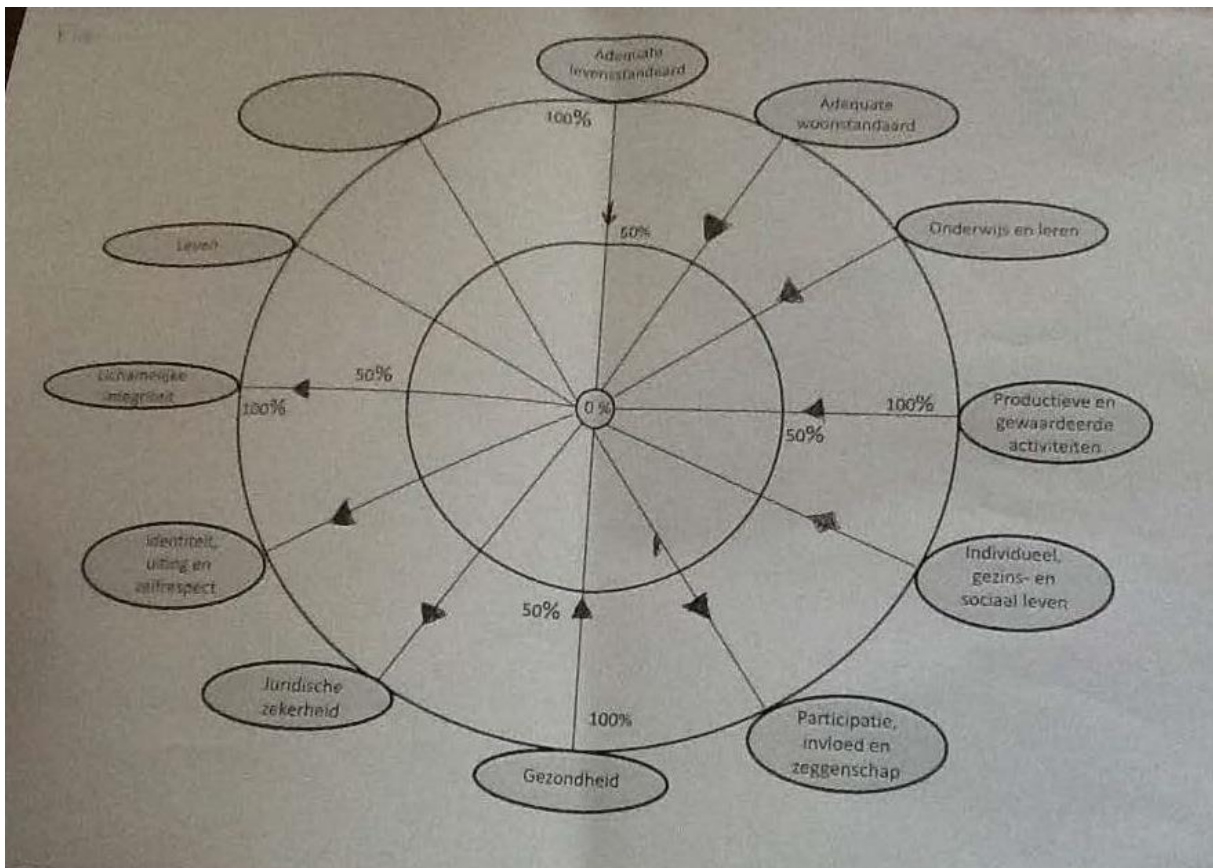 Adequate
levensstandaard
Adequate
woonstandaard
100%
Leven
50%
Onderwijs en leren
Lichamelijke
integriteit
50%
100%
0 %
100%
50%
Productieve en
gewaardeerde
activiteiten
Identiteit,
uiting en
zelfrespect
50%
Individueel,
gezins- en
sociaal leven
Juridische
zekerheid
100%
Gezondheid
Participatie,
invloed en
zeggenschap